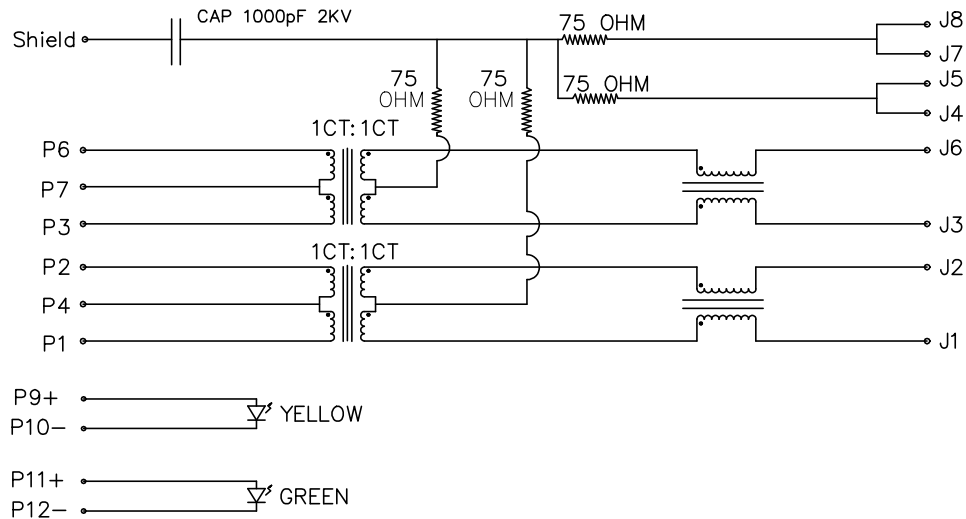 CAP 1000pF 2KV
Shield
75 OHM
J8
J7
75 OHM
J5
J4
75
OHM
75
OHM
1CT:1CT
P6
P7
P3
J6
J3
1CT:1CT
P2
P4
P1
J2
J1
P9+
P10-
YELLOW
P11+
P12-
GREEN